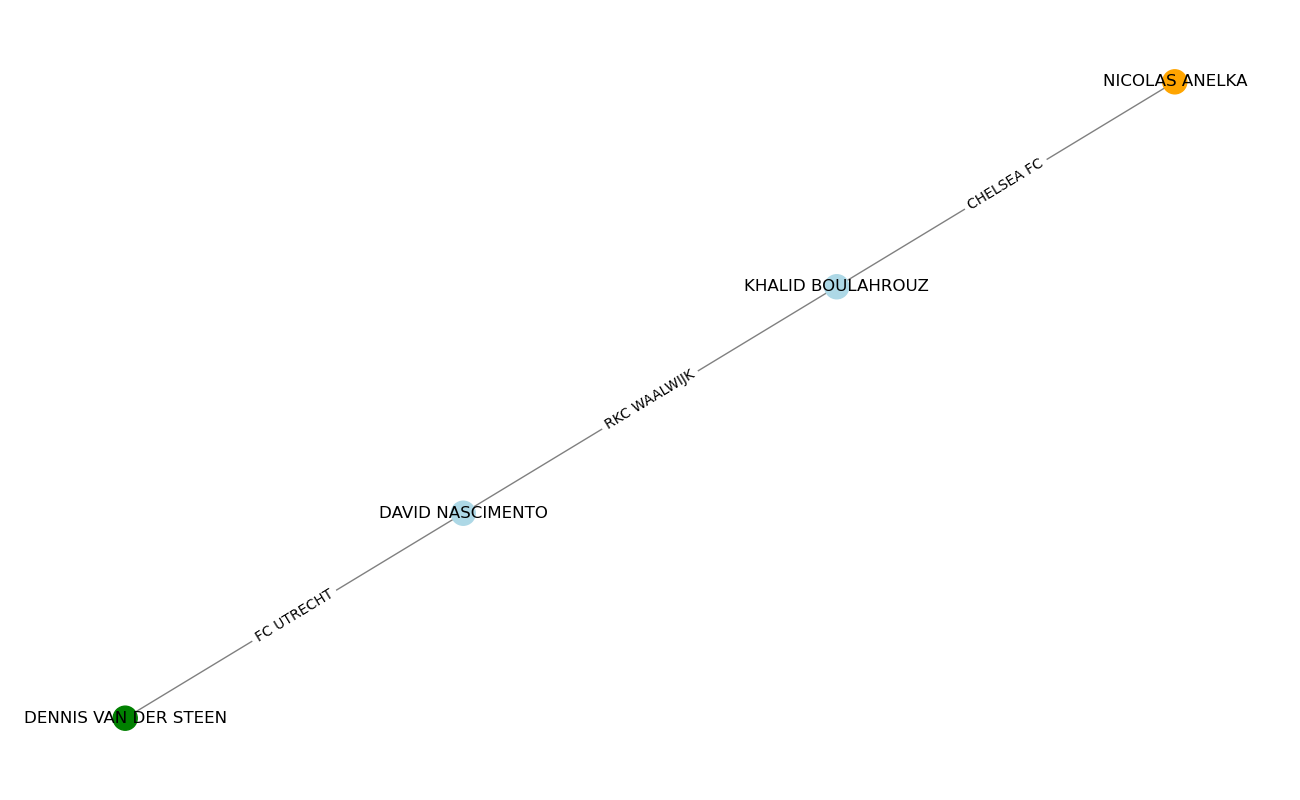 NICOLAS ANELKA
CHELSEA FC
KHALID BOULAHROUZ
RKC WAALWIJK
DAVID NASCIMENTO
FC UTRECHT
DENNIS VAN DER STEEN